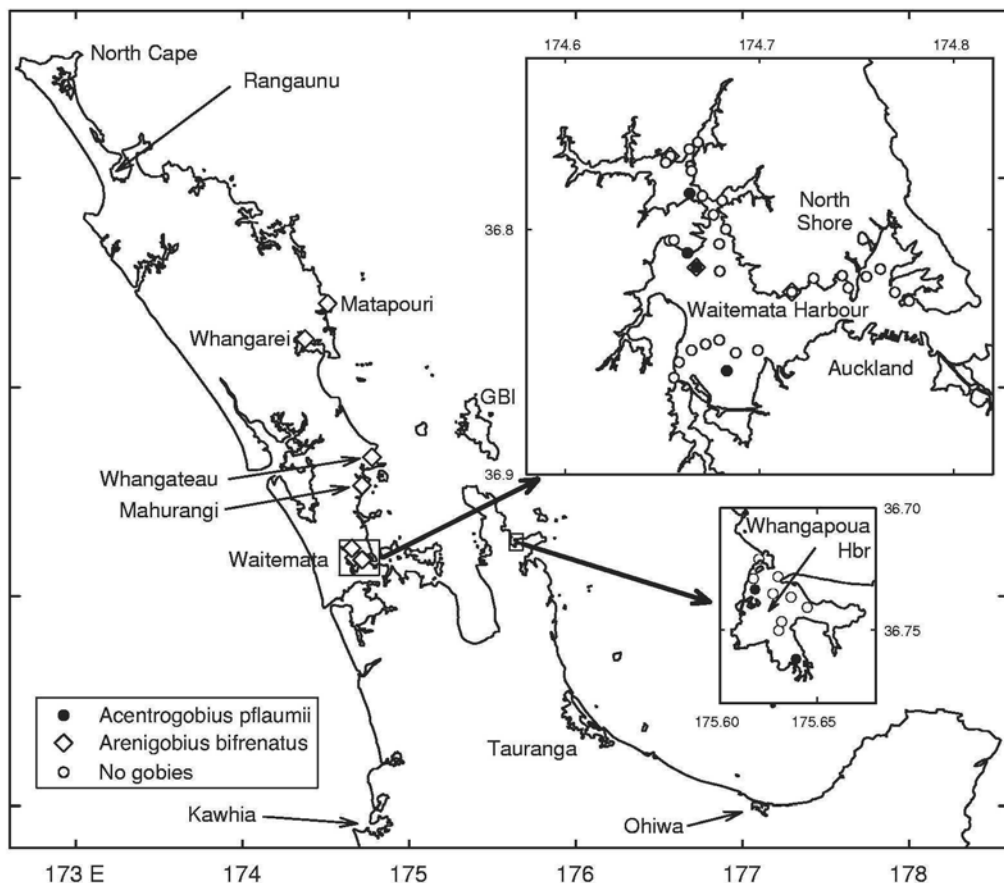 North Cape
Rangaunu
174.6
174.7
174.8
North
Shore
36.8
Waitemata Harbour
Auckland
36.9
Matapouri
Whangarei
GBI
Whangateau
Mahurangi
Waitemata
36.70
Whangapoua
Hbr
36.75
175.60
175.65
Acentrogobius pflaumii
Arenigobius bifrenatus
No gobies
Tauranga
Kawhia
Ohiwa
173 E
174
175
176
177
178